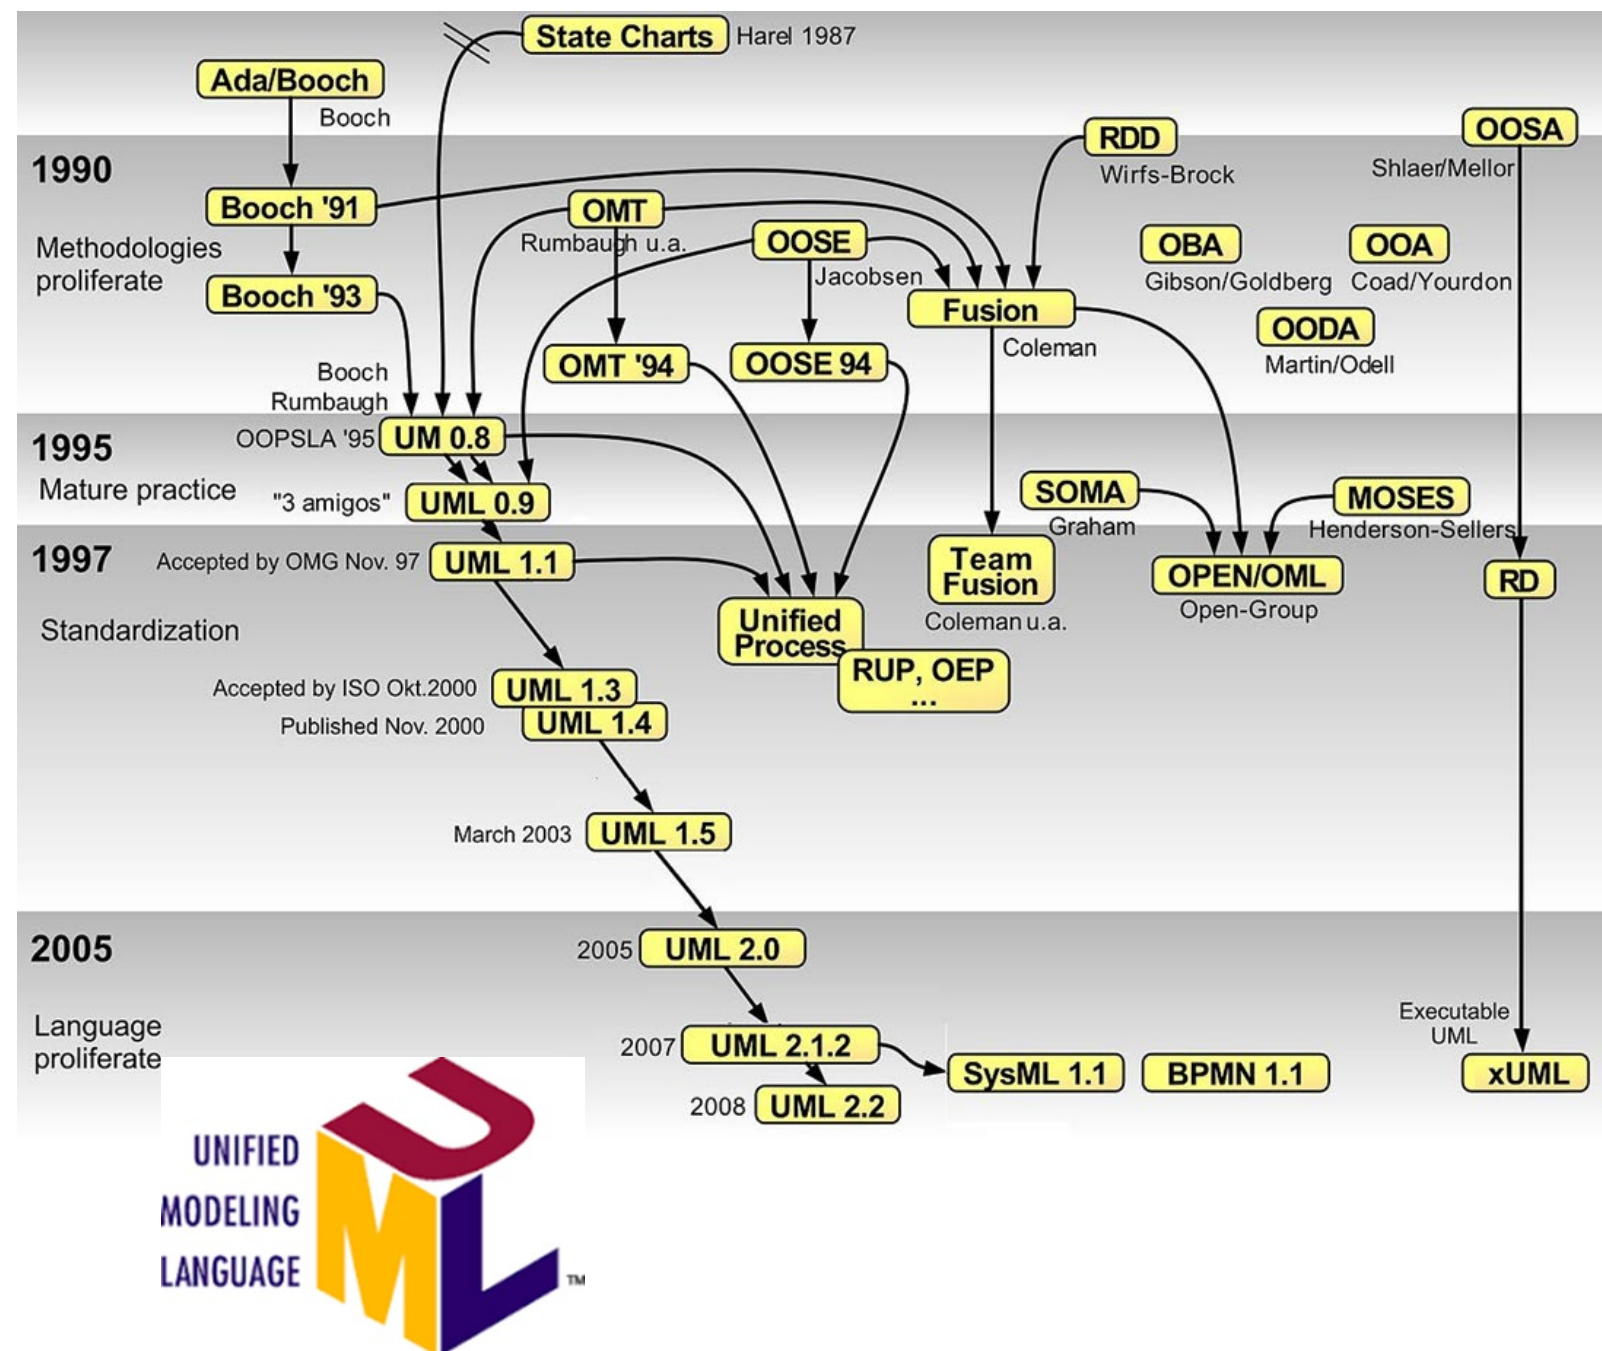 State Charts
Harel 1987
Ada/Booch
Booch
OOSA
Shlaer/Mellor
RDD
Wirfs-Brock
1990
Methodologies
proliferate
Booch '91
OMT
Rumbaugh u.a.
OOSE
Jacobsen
OBA
Gibson/Goldberg
OOA
Coad/Yourdon
Booch '93
Fusion
Coleman
OODA
Martin/Odell
OMT '94
OOSE 94
Booch
Rumbaugh
1995
Mature practice
OOPSLA '95
UM 0.8
"3 amigos"
UML 0.9
SOMA
Graham
MOSES
Henderson-Sellers
1997
Standardization
Accepted by OMG Nov. 97
UML 1.1
Team
Fusion
Coleman u.a.
OPEN/OML
Open-Group
RD
Unified
Process
RUP, OEP
...
Accepted by ISO Okt.2000
UML 1.3
Published Nov. 2000
UML 1.4
March 2003
UML 1.5
2005
Language
proliferate
2005
UML 2.0
2007
UML 2.1.2
SysML 1.1
BPMN 1.1
Executable
UML
xUML
2008
UML 2.2
UNIFIED
MODELING
LANGUAGE
UML
TM